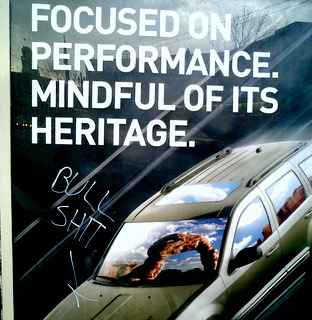 FOCUSED ON
PERFORMANCE.
MINDFUL OF ITS
HERITAGE.
BULL
SHIT